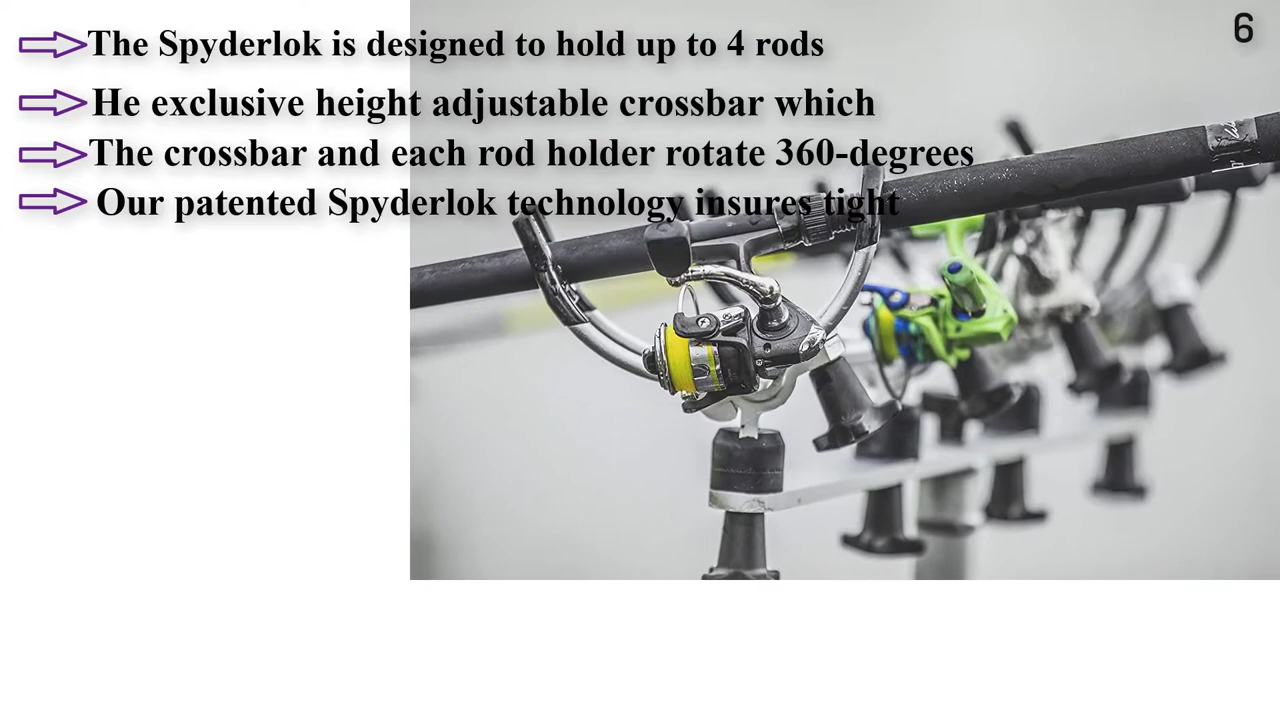 6
The Spyderlok is designed to hold up to 4 rods
He exclusive height adjustable crossbar which
The crossbar and each rod holder rotate 360-degrees
Our patented Spyderlok technology insures tight